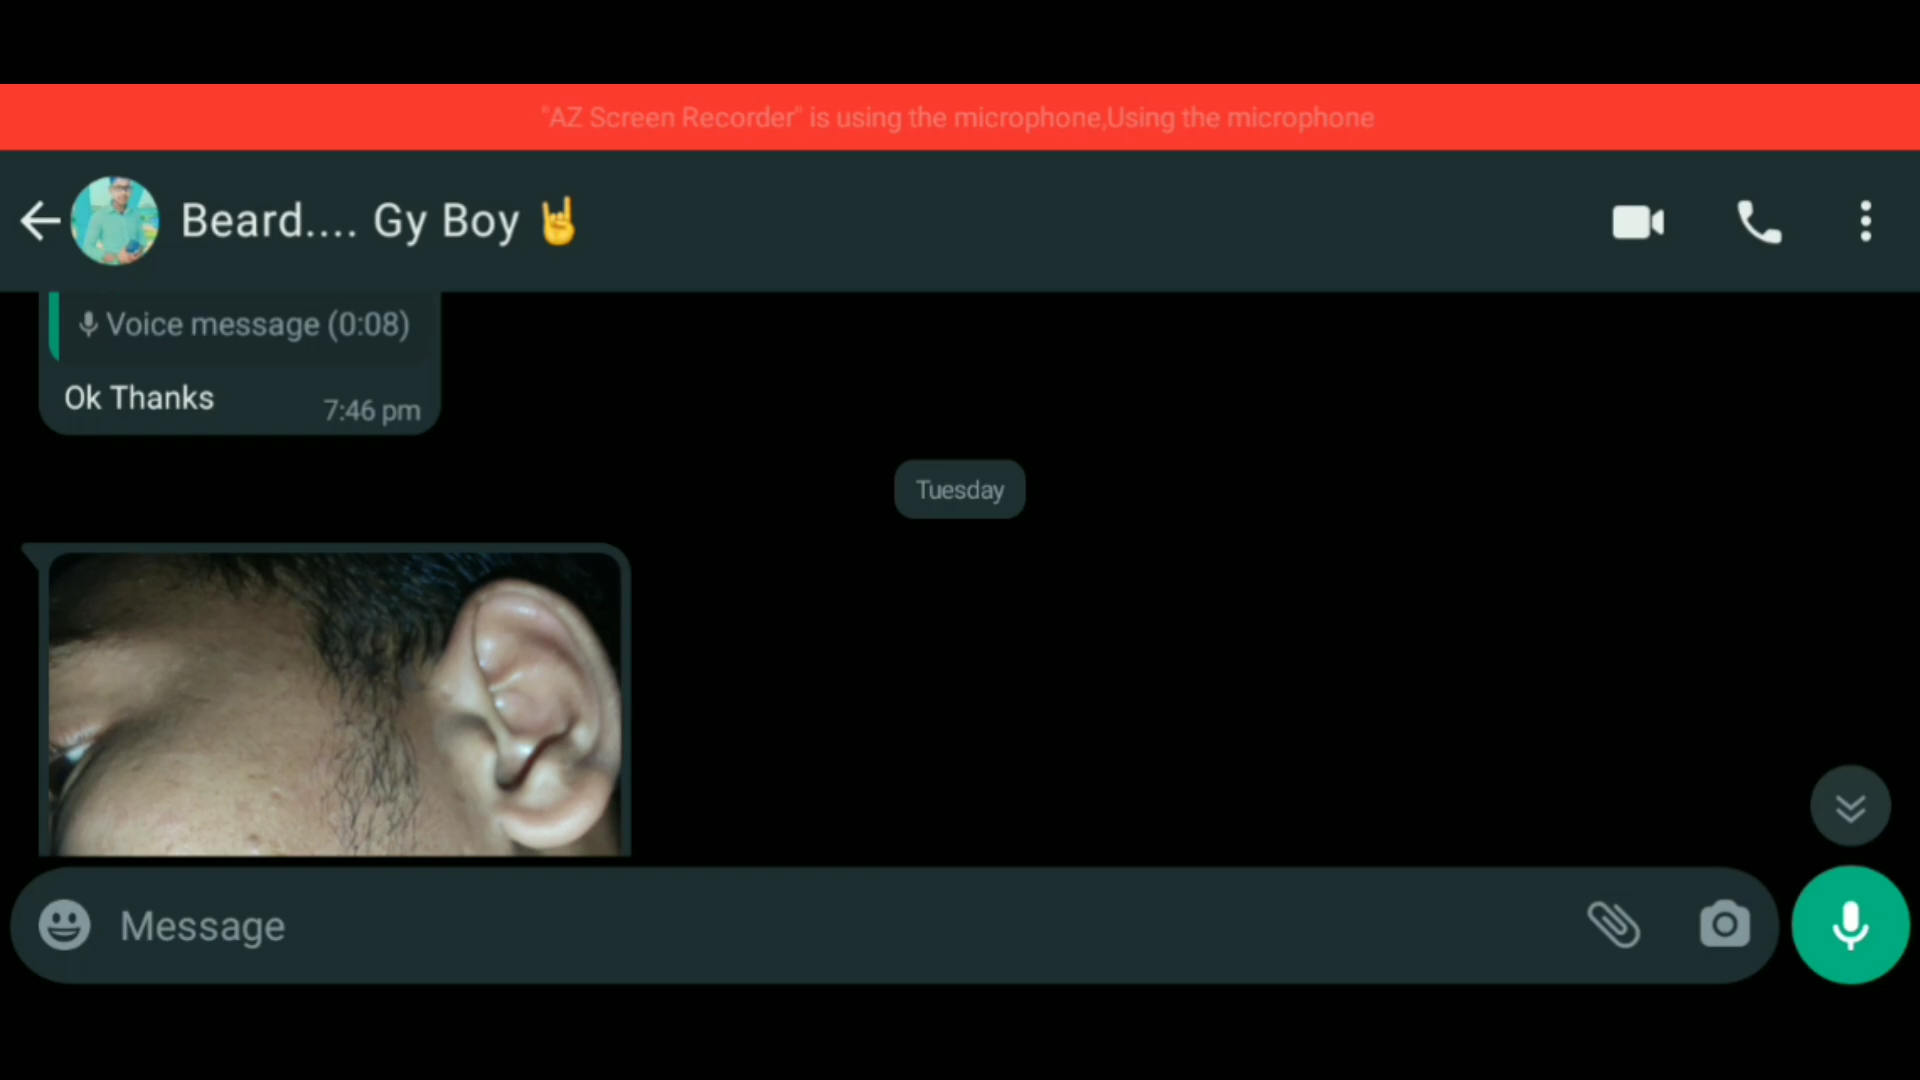 "AZ Screen Recorder" is using the microphone,Using the microphone
Beard.... Gy Boy 🤘
Voice message (0:08)
Ok Thanks
7:46 pm
Tuesday
Message